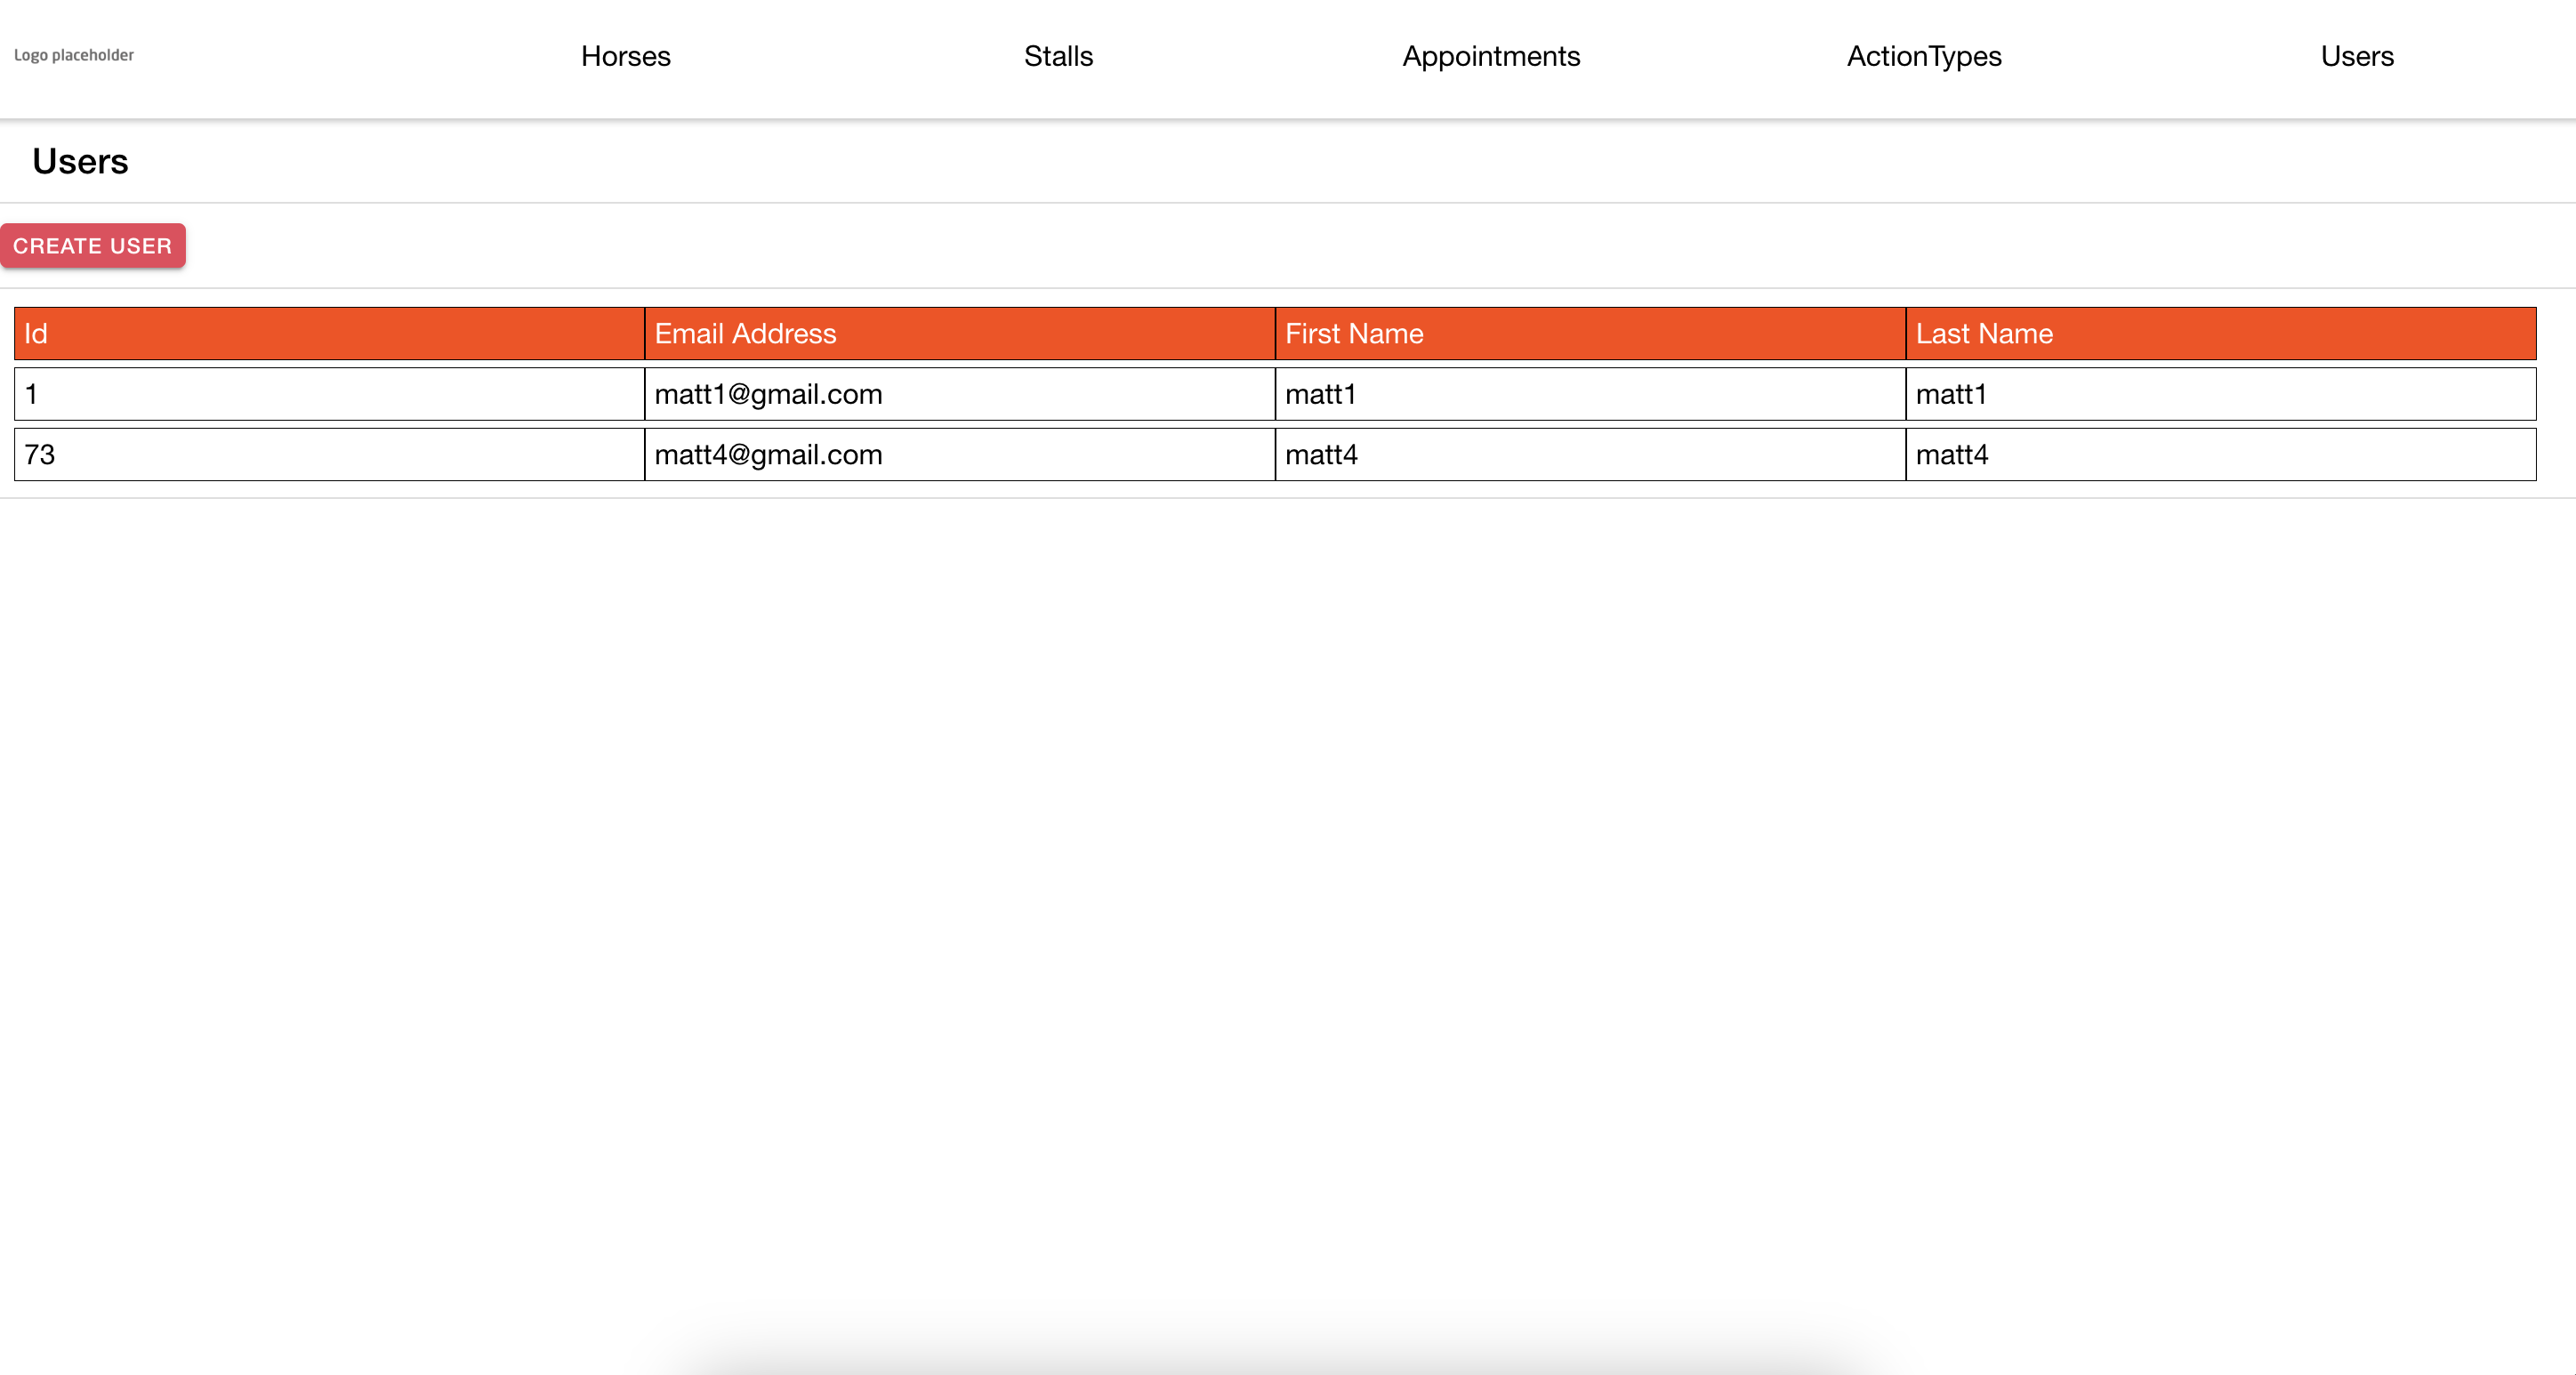 Logo placeholder Horses Stalls Appointments ActionTypes Users
Users
CREATE USER
Id Email Address First Name Last Name
1 matt1@gmail.com matt1 matt1
73 matt4@gmail.com matt4 matt4